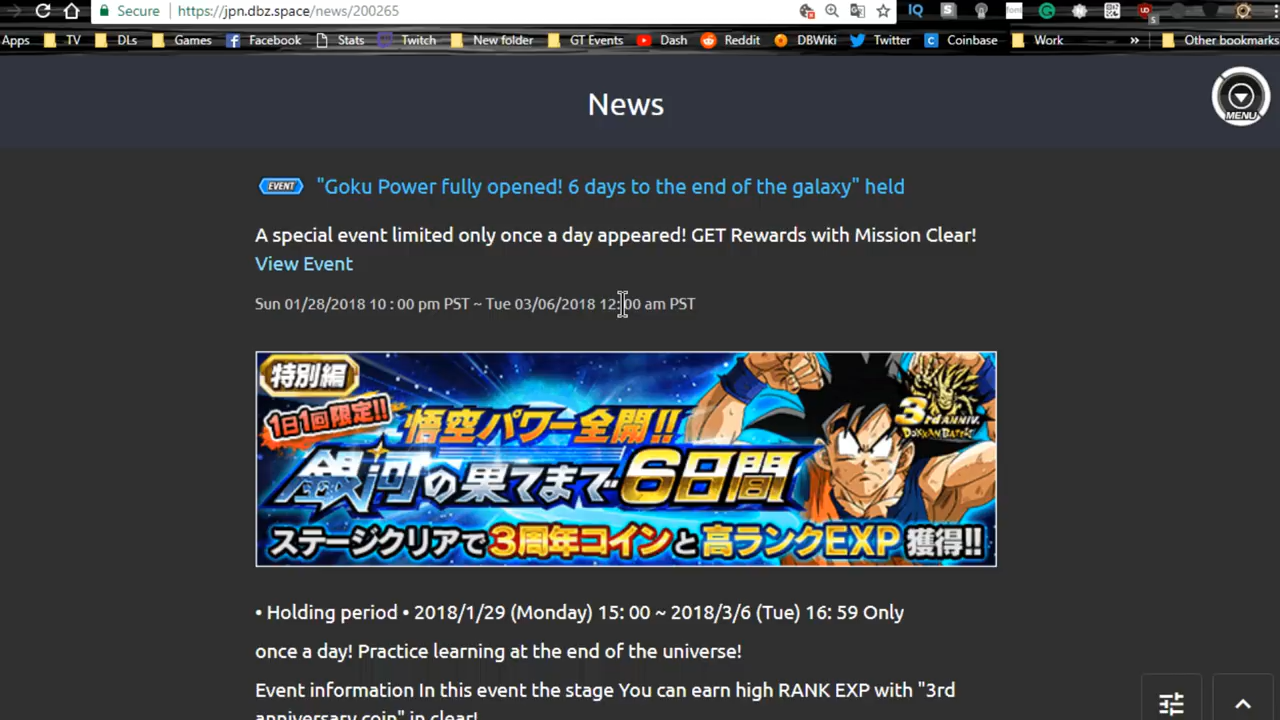 Secure https://jpn.dbz.space/news/200265
Apps TV DLs Games Facebook Stats Twitch New folder GT Events Dash Reddit DBWiki Twitter Coinbase Work » Other bookmarks
News
MENU
EVENT "Goku Power fully opened! 6 days to the end of the galaxy" held
A special event limited only once a day appeared! GET Rewards with Mission Clear!
View Event
Sun 01/28/2018 10 : 00 pm PST ~ Tue 03/06/2018 12:00 am PST
特別編
1日1回限定!!
悟空パワー全開!!
3rd ANNIV.
DOKKAN BATTLE
銀河の果てまで6日間
ステージクリアで3周年コインと高ランクEXP獲得!!
• Holding period • 2018/1/29 (Monday) 15: 00 ~ 2018/3/6 (Tue) 16: 59 Only
once a day! Practice learning at the end of the universe!
Event information In this event the stage You can earn high RANK EXP with "3rd
anniversary coin" in clear!